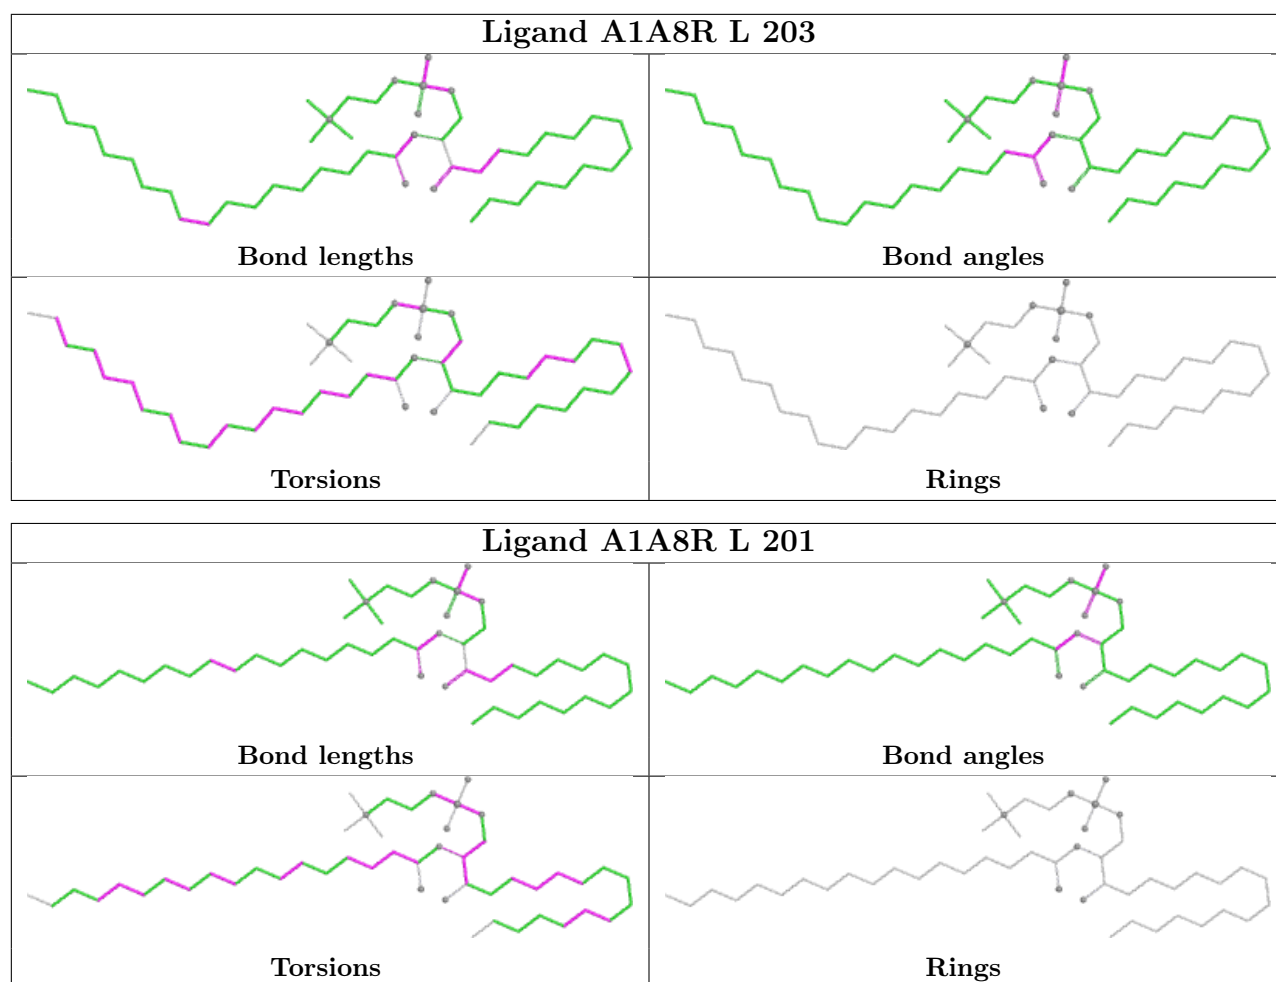 Ligand A1A8R L 203
Bond lengths
Bond angles
Torsions
Rings
Ligand A1A8R L 201
Bond lengths
Bond angles
Torsions
Rings